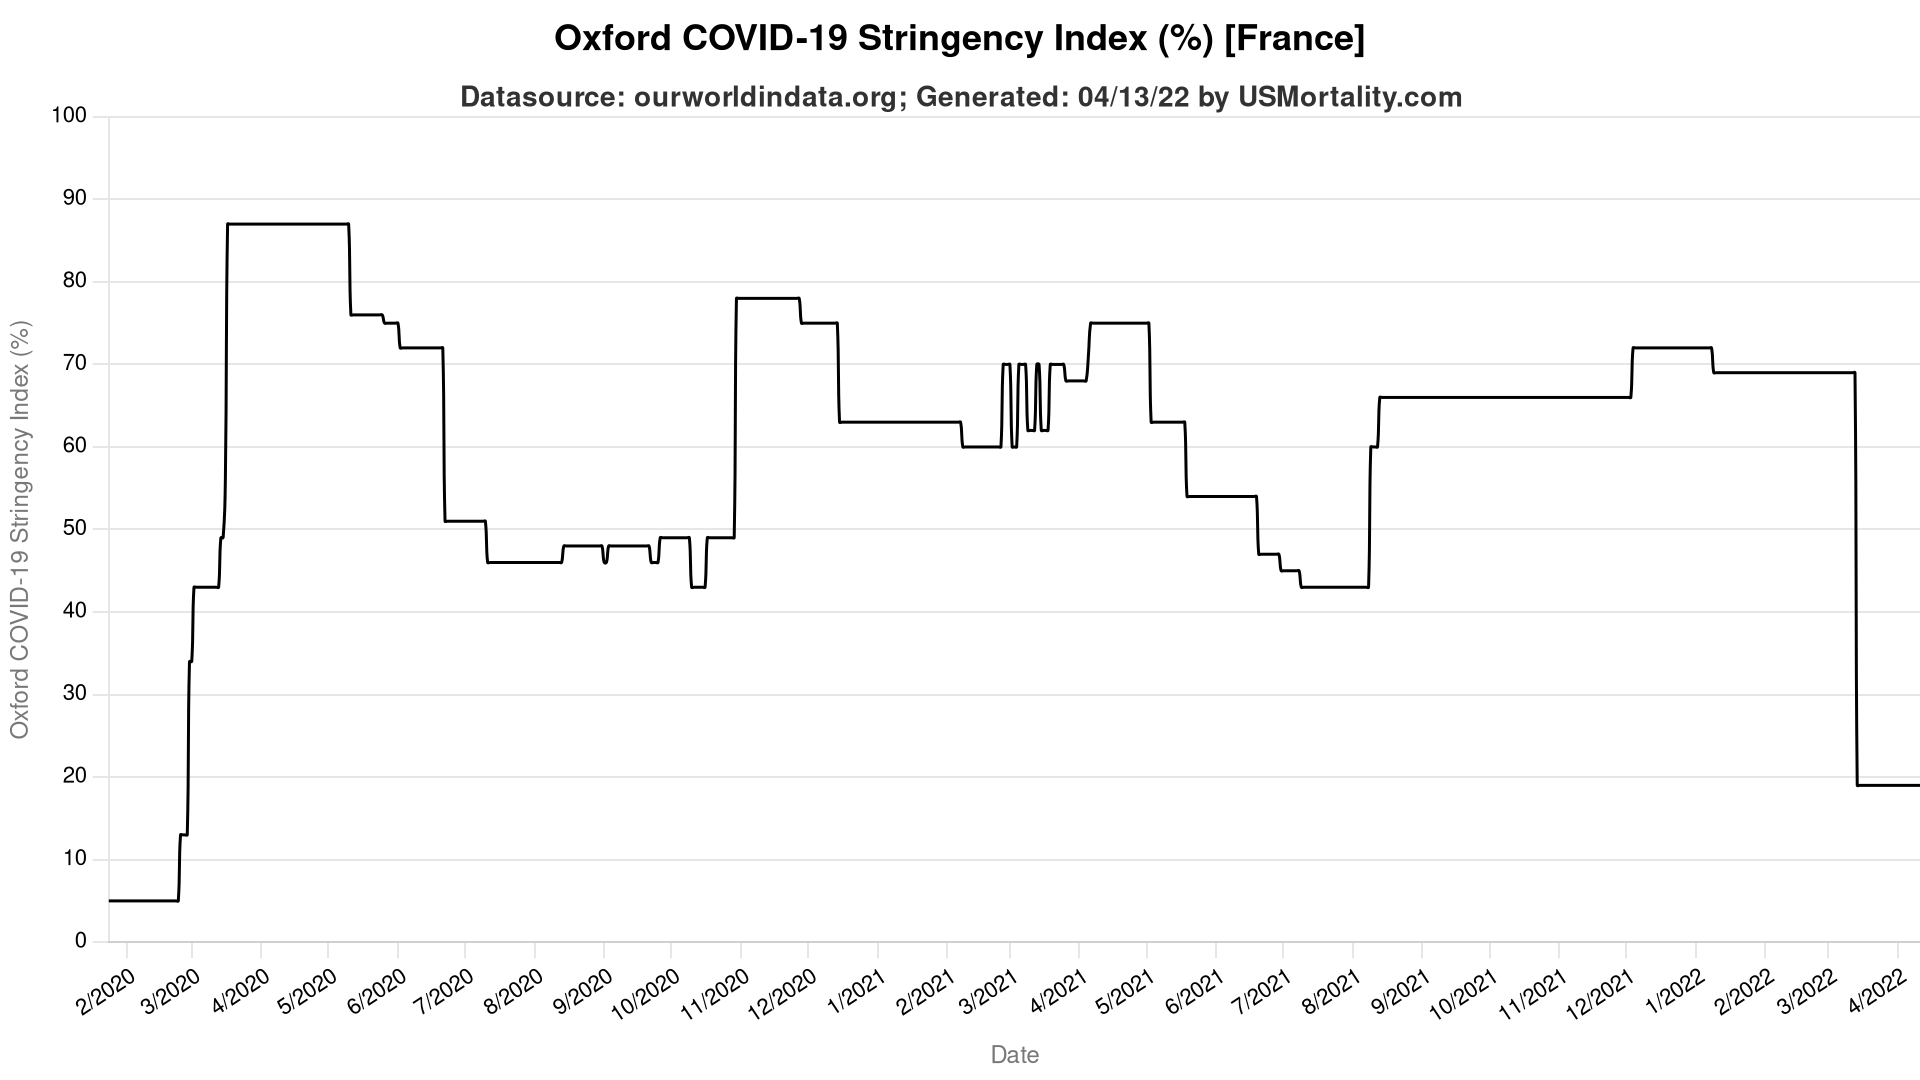 Oxford COVID-19 Stringency Index (%) [France]
Datasource: ourworldindata.org; Generated: 04/13/22 by USMortality.com
Oxford COVID-19 Stringency Index (%)
100
90
80
70
60
50
40
30
20
10
0
2/2020 3/2020 4/2020 5/2020 6/2020 7/2020 8/2020 9/2020 10/2020 11/2020 12/2020 1/2021 2/2021 3/2021 4/2021 5/2021 6/2021 7/2021 8/2021 9/2021 10/2021 11/2021 12/2021 1/2022 2/2022 3/2022 4/2022
Date